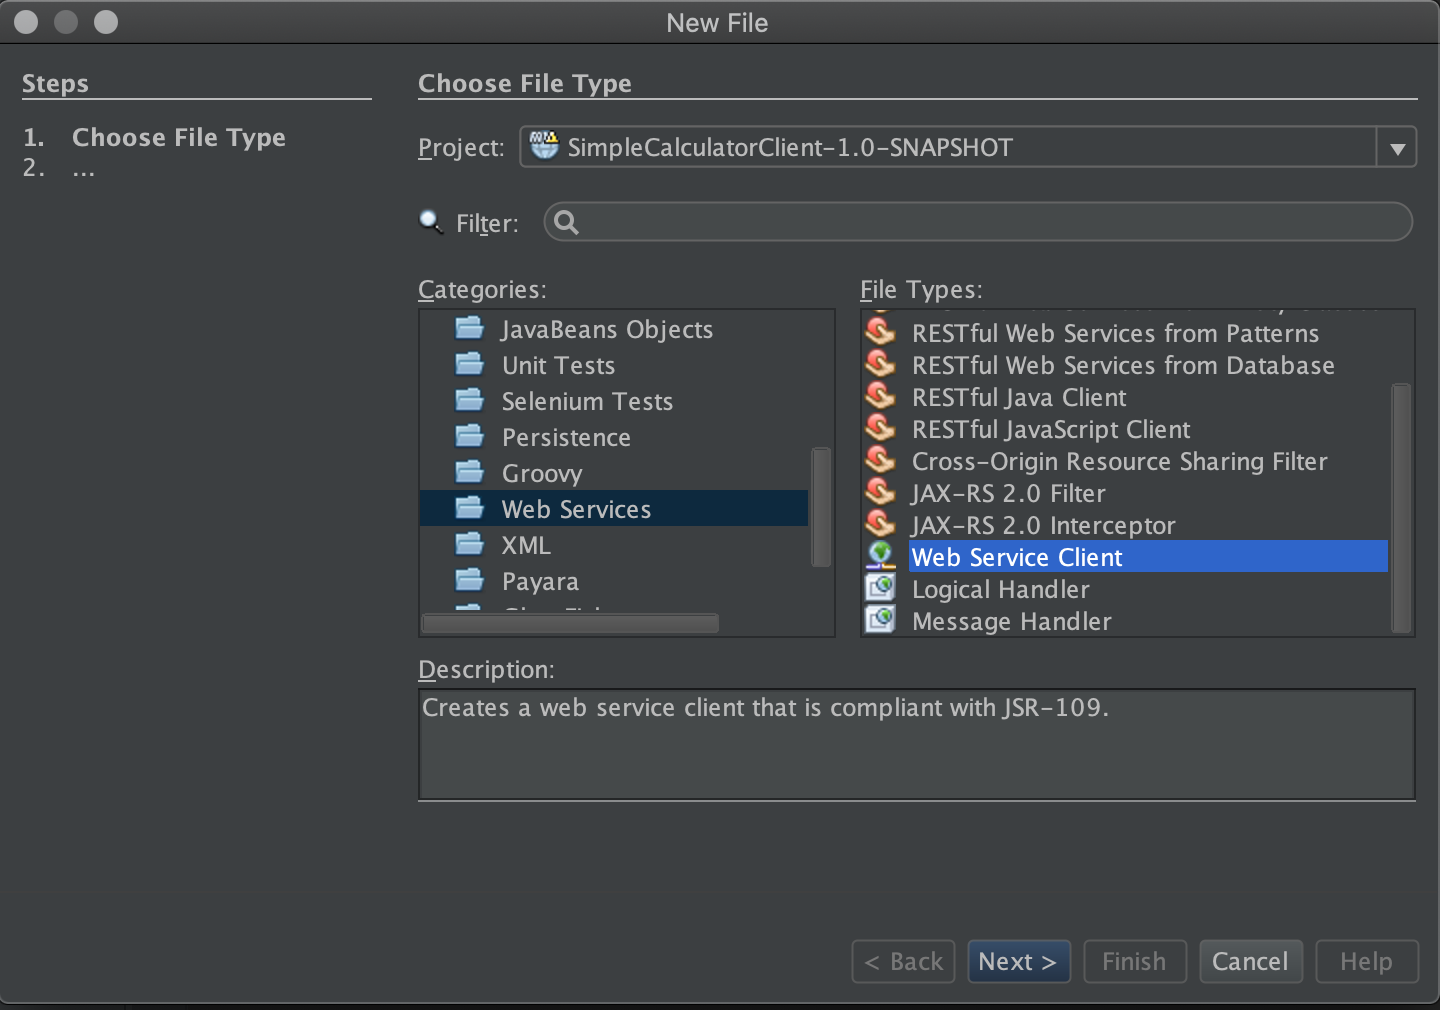 New File
Steps
1. Choose File Type
2. ...
Choose File Type
Project: SimpleCalculatorClient-1.0-SNAPSHOT
Filter:
Categories:
JavaBeans Objects
Unit Tests
Selenium Tests
Persistence
Groovy
Web Services
XML
Payara
File Types:
RESTful Web Services from Patterns
RESTful Web Services from Database
RESTful Java Client
RESTful JavaScript Client
Cross-Origin Resource Sharing Filter
JAX-RS 2.0 Filter
JAX-RS 2.0 Interceptor
Web Service Client
Logical Handler
Message Handler
Description:
Creates a web service client that is compliant with JSR-109.
< Back Next > Finish Cancel Help